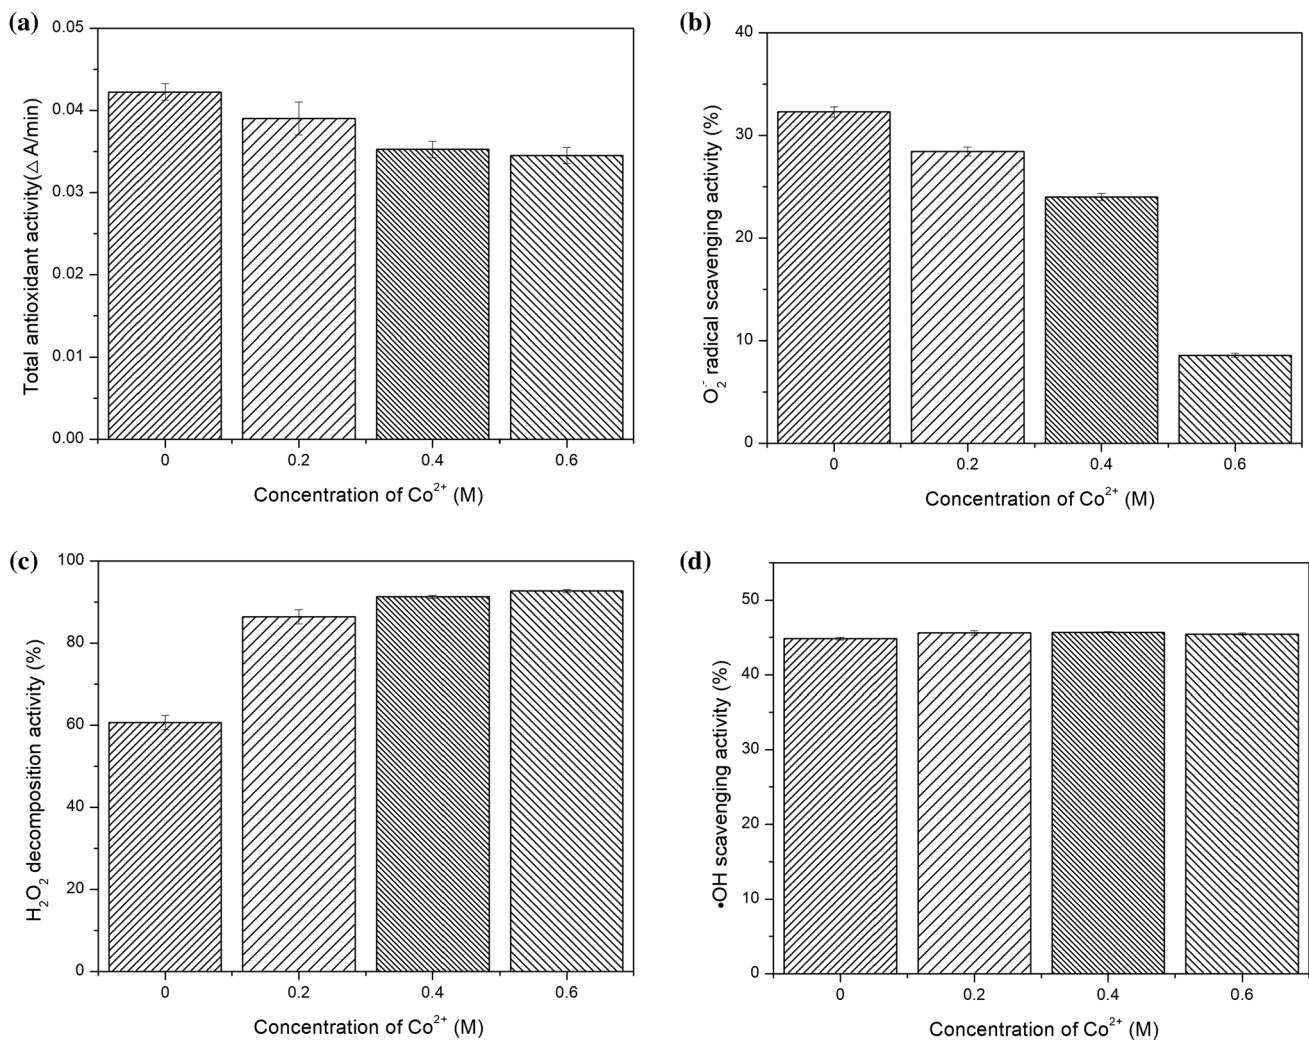 (a)
Total antioxidant activity(△ A/min)
0.05
0.04
0.03
0.02
0.01
0.00
0 0.2 0.4 0.6
Concentration of Co²⁺ (M)
(b)
O₂·⁻ radical scavenging activity (%)
40
30
20
10
0
0 0.2 0.4 0.6
Concentration of Co²⁺ (M)
(c)
H₂O₂ decomposition activity (%)
100
80
60
40
20
0
0 0.2 0.4 0.6
Concentration of Co²⁺ (M)
(d)
•OH scavenging activity (%)
50
40
30
20
10
0
0 0.2 0.4 0.6
Concentration of Co²⁺ (M)